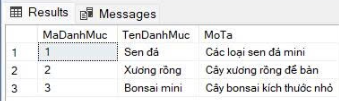 Results Messages
MaDanhMuc TenDanhMuc MoTa
1 1 Sen đá Các loại sen đá mini
2 2 Xương rồng Cây xương rồng để bàn
3 3 Bonsai mini Cây bonsai kích thước nhỏ